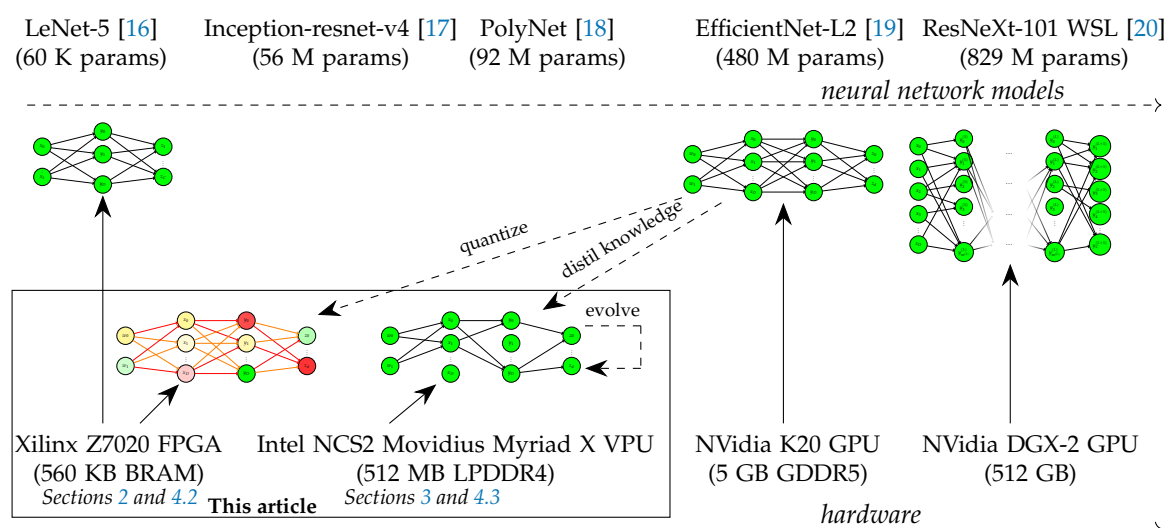 LeNet-5 [16] Inception-resnet-v4 [17] PolyNet [18] EfficientNet-L2 [19] ResNeXt-101 WSL [20]
(60 K params) (56 M params) (92 M params) (480 M params) (829 M params)
neural network models
quantize
distil knowledge
evolve
Xilinx Z7020 FPGA Intel NCS2 Movidius Myriad X VPU NVidia K20 GPU NVidia DGX-2 GPU
(560 KB BRAM) (512 MB LPDDR4) (5 GB GDDR5) (512 GB)
Sections 2 and 4.2 Sections 3 and 4.3
This article
hardware